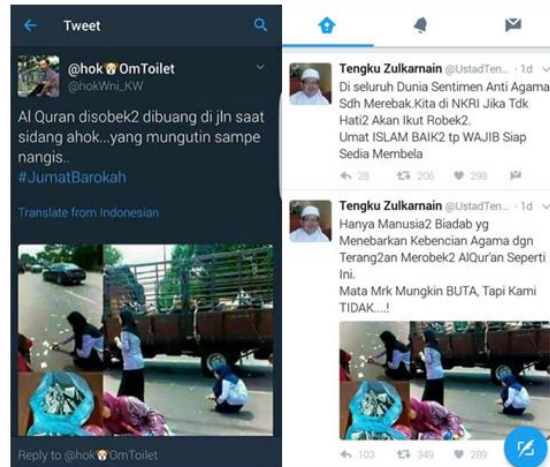 Tweet
@hok OmToilet
@hokWni_KW
Al Quran disobek2 dibuang di jln saat
sidang ahok...yang mungutin sampe
nangis..
#JumatBarokah
Translate from Indonesian
Reply to @hok OmToilet
Tengku Zulkarnain @UstadTen... · 1d
Di seluruh Dunia Sentimen Anti Agama
Sdh Merebak.Kita di NKRI Jika Tdk
Hati2 Akan Ikut Robek2.
Umat ISLAM BAIK2 tp WAJIB Siap
Sedia Membela
28 206 298
Tengku Zulkarnain @UstadTen... · 1d
Hanya Manusia2 Biadab yg
Menebarkan Kebencian Agama dgn
Terang2an Merobek2 AlQur'an Seperti
Ini.
Mata Mrk Mungkin BUTA, Tapi Kami
TIDAK....!
103 349 289